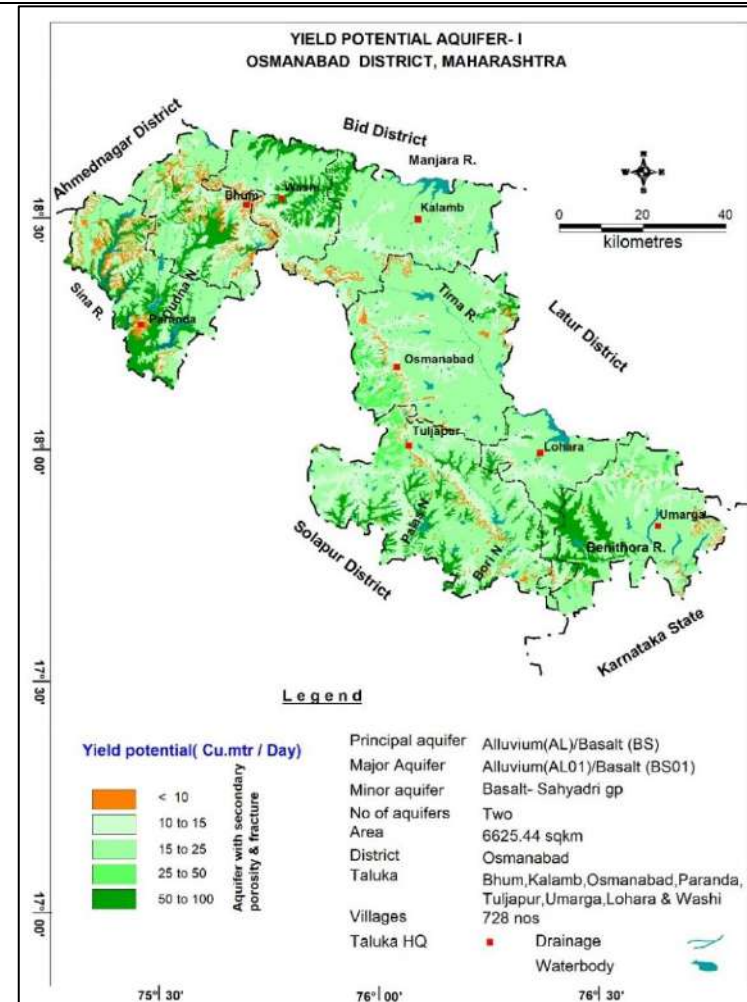 YIELD POTENTIAL AQUIFER- I
OSMANABAD DISTRICT, MAHARASHTRA
Ahmednagar District
Bid District
Manjara R.
Bhum
Washi
Kalamb
18° 30'
0 20 40
kilometres
Sina R.
Dudna N.
Paranda
Tirna R.
Latur District
Osmanabad
18° 00'
Tuljapur
Lohara
Umarga
Solapur District
Palas N.
Bori N.
Benithora R.
Karnataka State
17° 30'
Legend
Yield potential( Cu.mtr / Day)
< 10
10 to 15
15 to 25
25 to 50
50 to 100
Aquifer with secondary
porosity & fracture
Principal aquifer Alluvium(AL)/Basalt (BS)
Major Aquifer Alluvium(AL01)/Basalt (BS01)
Minor aquifer Basalt- Sahyadri gp
No of aquifers Two
Area 6625.44 sqkm
District Osmanabad
Taluka Bhum,Kalamb,Osmanabad,Paranda,
Tuljapur,Umarga,Lohara & Washi
Villages 728 nos
Taluka HQ Drainage
Waterbody
17° 00'
75° 30' 76° 00' 76° 30'